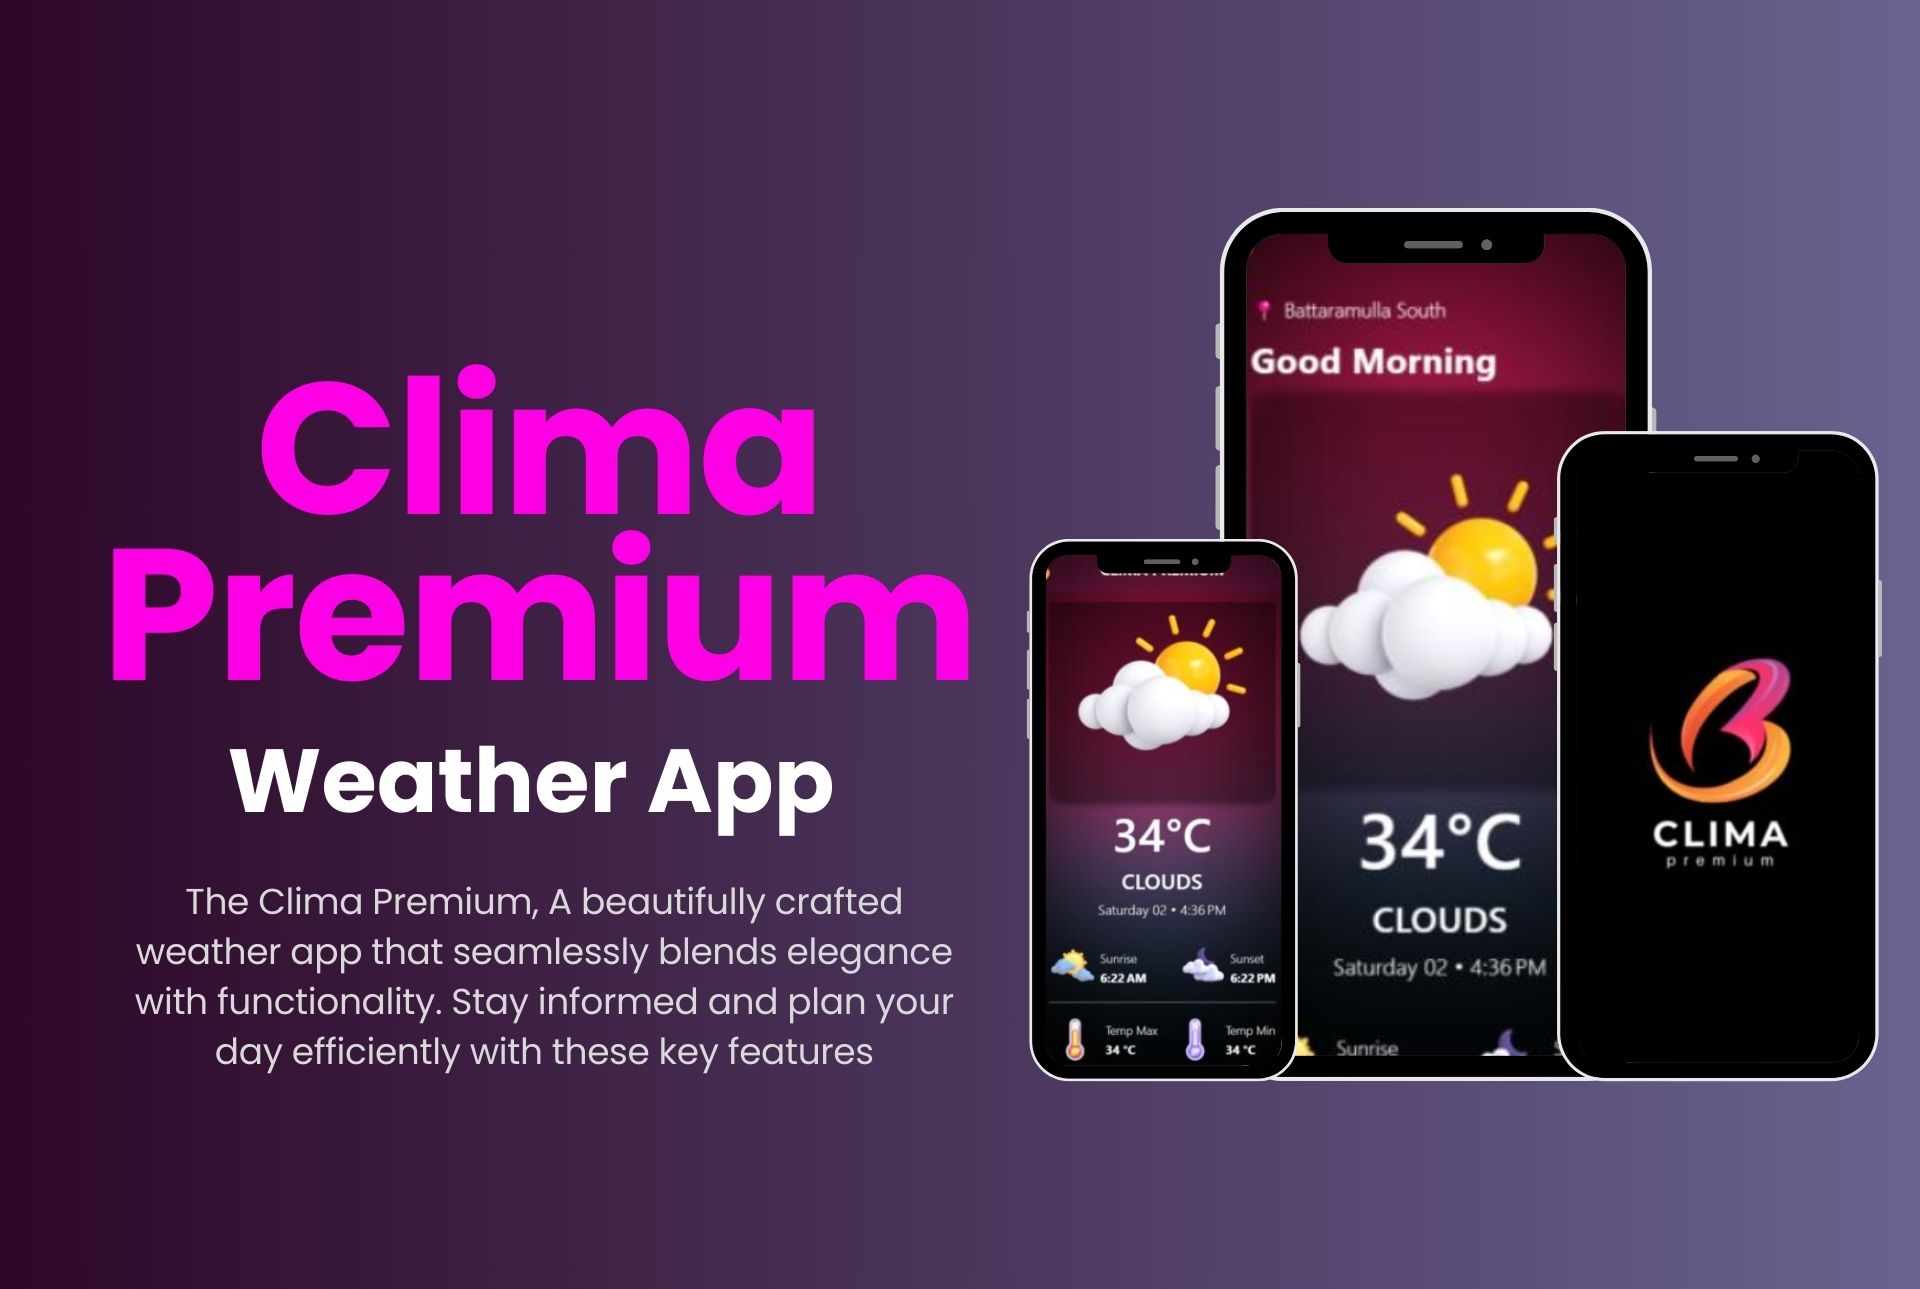 Clima
Premium
Weather App
The Clima Premium, A beautifully crafted
weather app that seamlessly blends elegance
with functionality. Stay informed and plan your
day efficiently with these key features
34°C
CLOUDS
Saturday 02 • 4:36 PM
Sunrise
6:22 AM
Sunset
6:22 PM
Temp Max
34 °C
Temp Min
34 °C
Battaramulla South
Good Morning
34°C
CLOUDS
Saturday 02 • 4:36 PM
Sunrise
CLIMA
premium